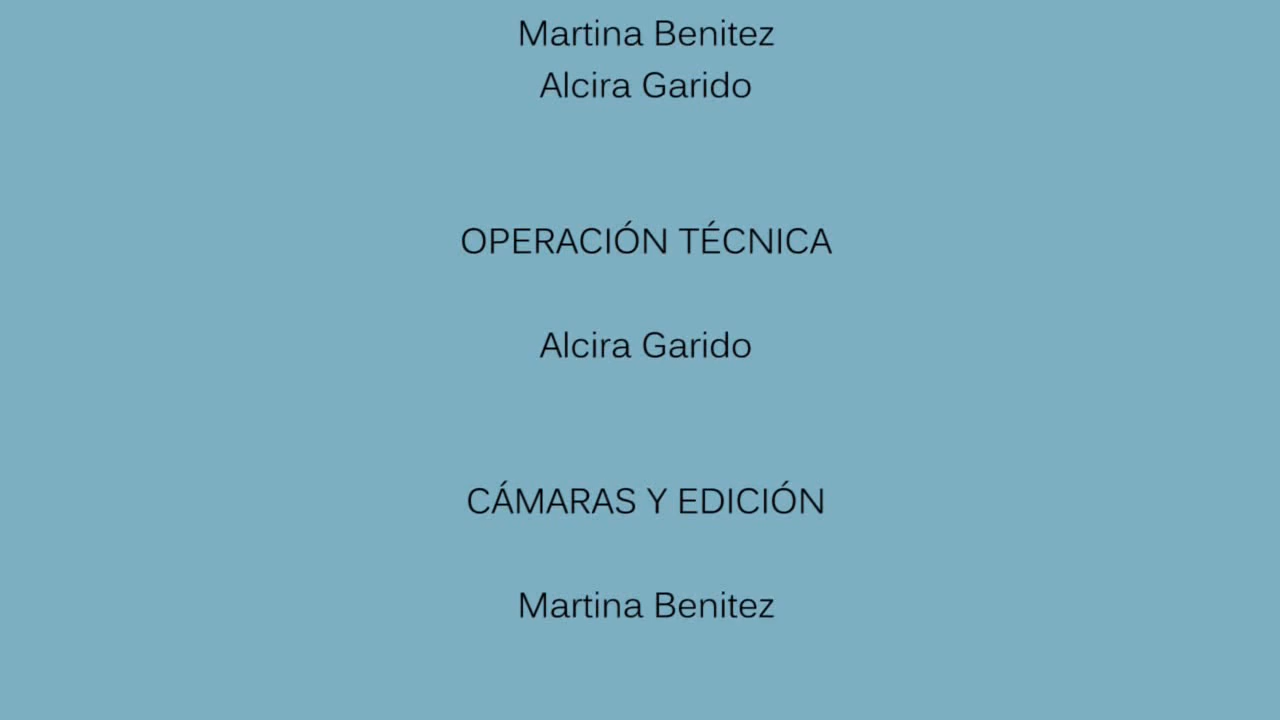 Martina Benitez
Alcira Garido
OPERACIÓN TÉCNICA
Alcira Garido
CÁMARAS Y EDICIÓN
Martina Benitez